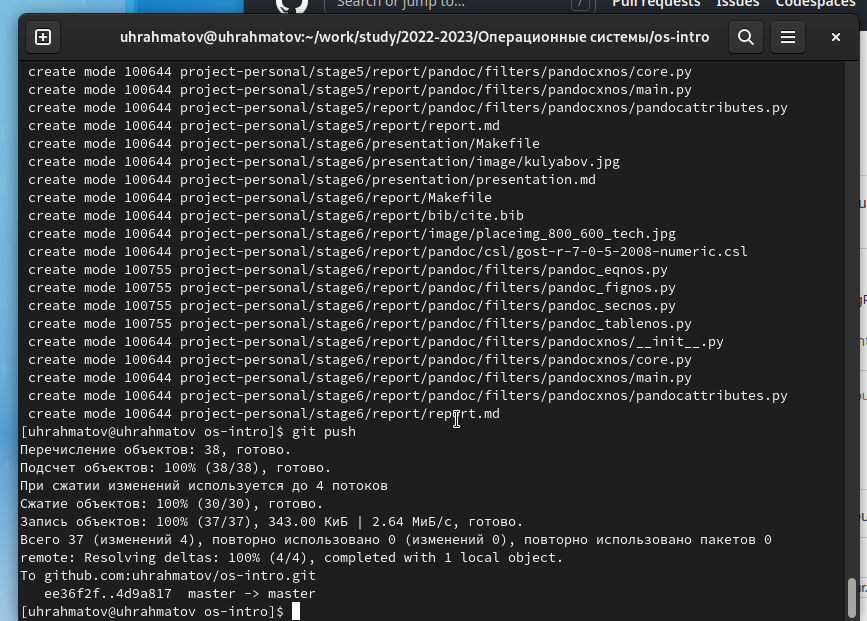 Search or jump to...
/
Pull requests Issues Codespaces
uhrahmatov@uhrahmatov:~/work/study/2022-2023/Операционные системы/os-intro
create mode 100644 project-personal/stage5/report/pandoc/filters/pandocxnos/core.py
create mode 100644 project-personal/stage5/report/pandoc/filters/pandocxnos/main.py
create mode 100644 project-personal/stage5/report/pandoc/filters/pandocxnos/pandocattributes.py
create mode 100644 project-personal/stage5/report/report.md
create mode 100644 project-personal/stage6/presentation/Makefile
create mode 100644 project-personal/stage6/presentation/image/kulyabov.jpg
create mode 100644 project-personal/stage6/presentation/presentation.md
create mode 100644 project-personal/stage6/report/Makefile
create mode 100644 project-personal/stage6/report/bib/cite.bib
create mode 100644 project-personal/stage6/report/image/placeimg_800_600_tech.jpg
create mode 100644 project-personal/stage6/report/pandoc/csl/gost-r-7-0-5-2008-numeric.csl
create mode 100755 project-personal/stage6/report/pandoc/filters/pandoc_eqnos.py
create mode 100755 project-personal/stage6/report/pandoc/filters/pandoc_fignos.py
create mode 100755 project-personal/stage6/report/pandoc/filters/pandoc_secnos.py
create mode 100755 project-personal/stage6/report/pandoc/filters/pandoc_tablenos.py
create mode 100644 project-personal/stage6/report/pandoc/filters/pandocxnos/__init__.py
create mode 100644 project-personal/stage6/report/pandoc/filters/pandocxnos/core.py
create mode 100644 project-personal/stage6/report/pandoc/filters/pandocxnos/main.py
create mode 100644 project-personal/stage6/report/pandoc/filters/pandocxnos/pandocattributes.py
create mode 100644 project-personal/stage6/report/report.md
[uhrahmatov@uhrahmatov os-intro]$ git push
Перечисление объектов: 38, готово.
Подсчет объектов: 100% (38/38), готово.
При сжатии изменений используется до 4 потоков
Сжатие объектов: 100% (30/30), готово.
Запись объектов: 100% (37/37), 343.00 КиБ | 2.64 МиБ/с, готово.
Всего 37 (изменений 4), повторно использовано 0 (изменений 0), повторно использовано пакетов 0
remote: Resolving deltas: 100% (4/4), completed with 1 local object.
To github.com:uhrahmatov/os-intro.git
ee36f2f..4d9a817 master -> master
[uhrahmatov@uhrahmatov os-intro]$